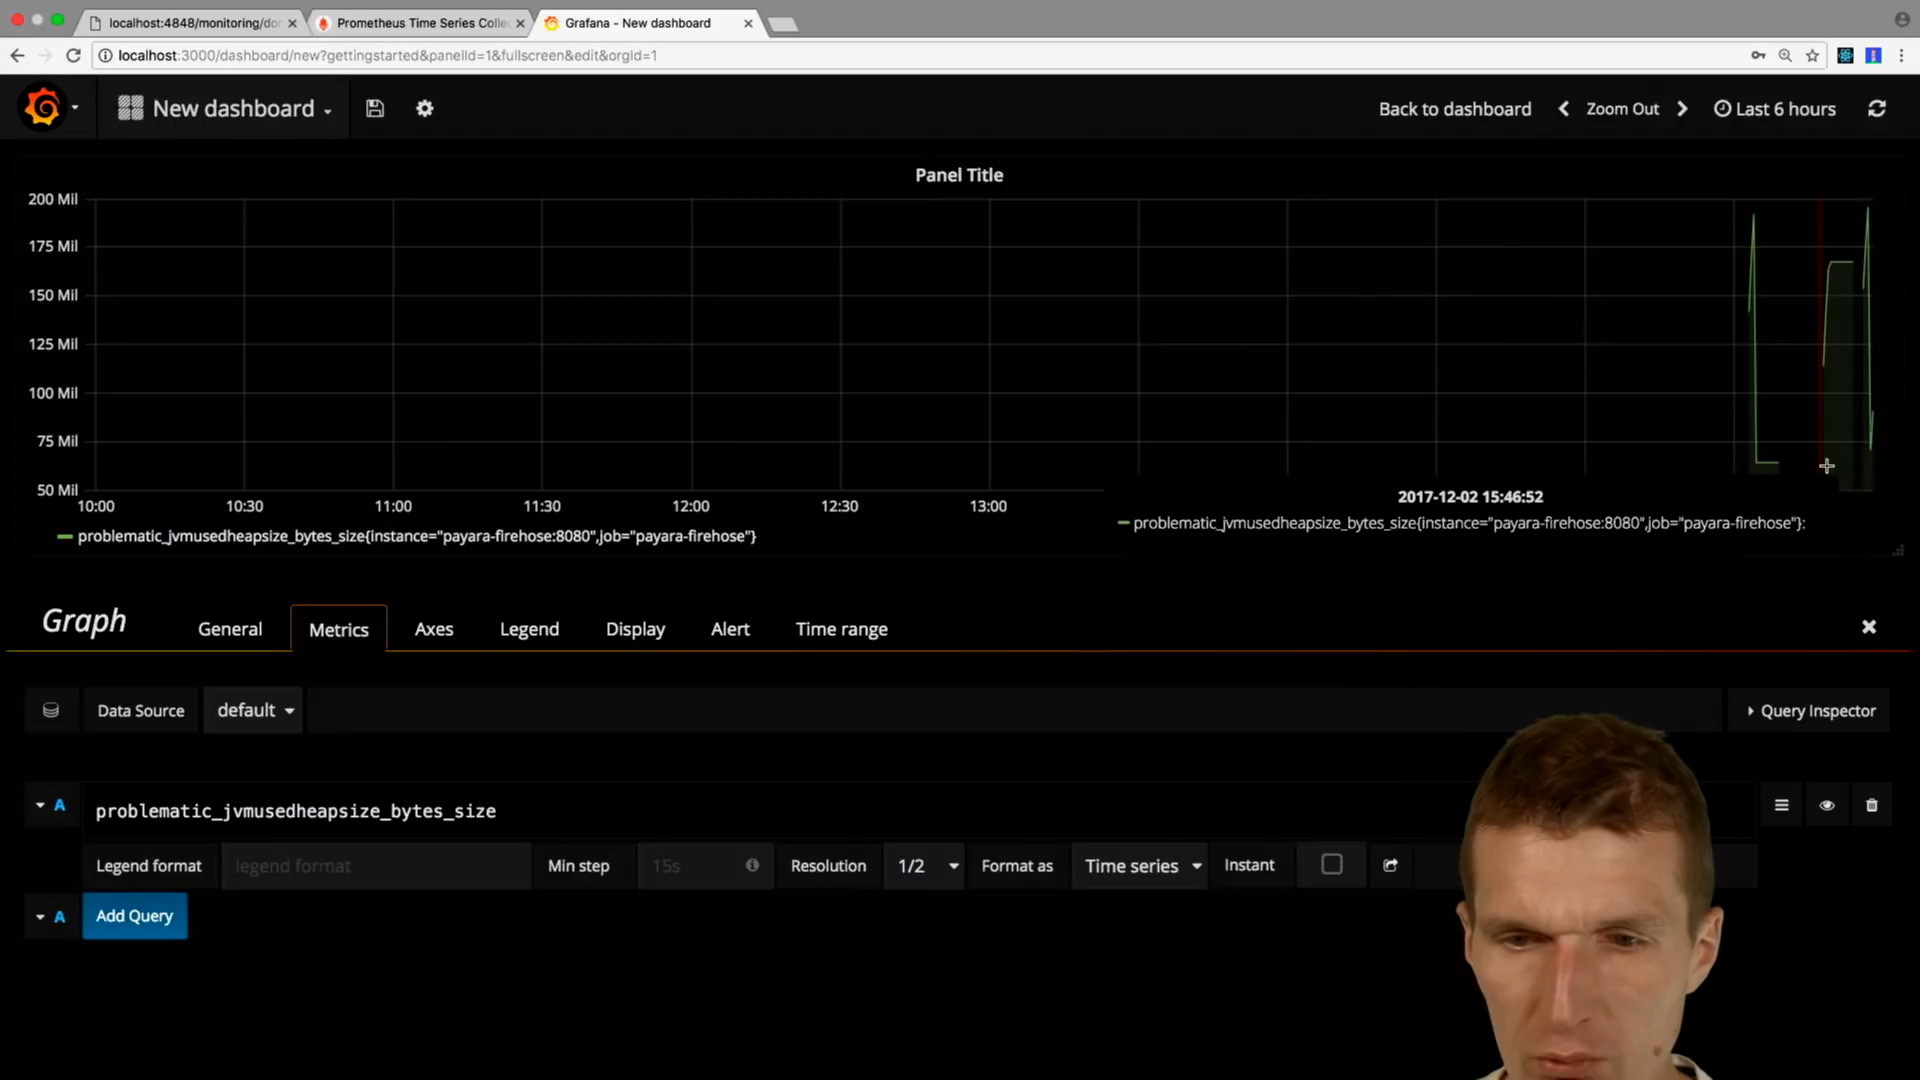 localhost:4848/monitoring/dor
Prometheus Time Series Collec
Grafana - New dashboard
localhost:3000/dashboard/new?gettingstarted&panelId=1&fullscreen&edit&orgId=1
New dashboard
Back to dashboard
Zoom Out
Last 6 hours
Panel Title
200 Mil
175 Mil
150 Mil
125 Mil
100 Mil
75 Mil
50 Mil
10:00 10:30 11:00 11:30 12:00 12:30 13:00
2017-12-02 15:46:52
problematic_jvmusedheapsize_bytes_size{instance="payara-firehose:8080",job="payara-firehose"}:
problematic_jvmusedheapsize_bytes_size{instance="payara-firehose:8080",job="payara-firehose"}
Graph General Metrics Axes Legend Display Alert Time range
Data Source default Query Inspector
A problematic_jvmusedheapsize_bytes_size
Legend format legend format Min step 15s Resolution 1/2 Format as Time series Instant
A Add Query